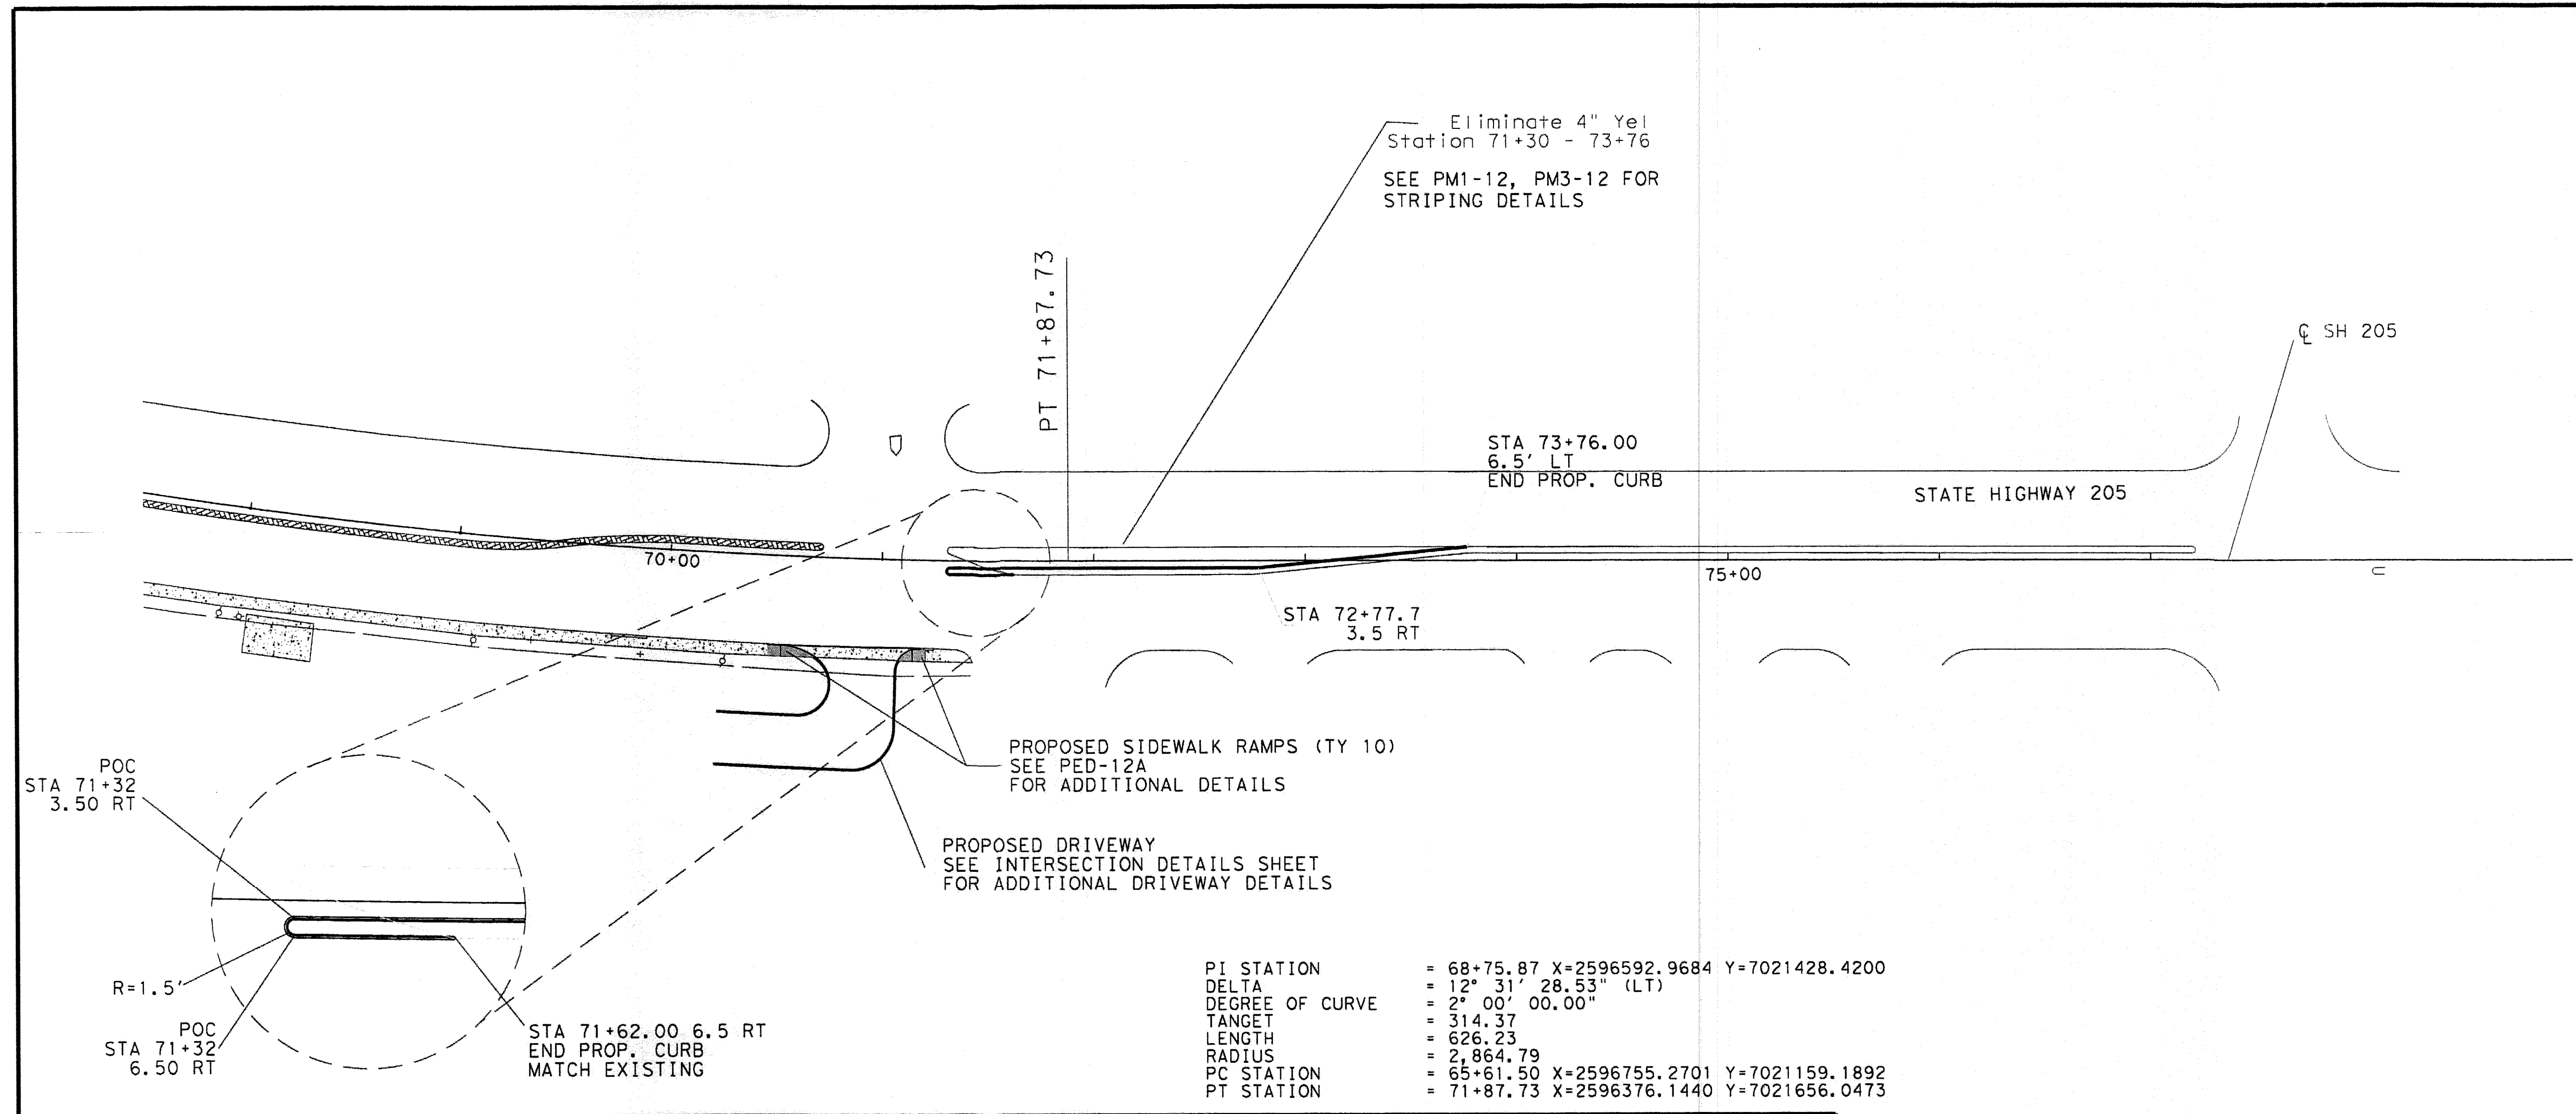 Eliminate 4" Yel
Station 71+30 - 73+76
SEE PM1-12, PM3-12 FOR
STRIPING DETAILS
PT 71+87.73
℄ SH 205
STA 73+76.00
6.5' LT
END PROP. CURB
STATE HIGHWAY 205
70+00
75+00
STA 72+77.7
3.5 RT
PROPOSED SIDEWALK RAMPS (TY 10)
SEE PED-12A
FOR ADDITIONAL DETAILS
POC
STA 71+32
3.50 RT
PROPOSED DRIVEWAY
SEE INTERSECTION DETAILS SHEET
FOR ADDITIONAL DRIVEWAY DETAILS
R=1.5'
POC
STA 71+32
6.50 RT
STA 71+62.00 6.5 RT
END PROP. CURB
MATCH EXISTING
PI STATION = 68+75.87 X=2596592.9684 Y=7021428.4200
DELTA = 12° 31' 28.53" (LT)
DEGREE OF CURVE = 2° 00' 00.00"
TANGET = 314.37
LENGTH = 626.23
RADIUS = 2,864.79
PC STATION = 65+61.50 X=2596755.2701 Y=7021159.1892
PT STATION = 71+87.73 X=2596376.1440 Y=7021656.0473